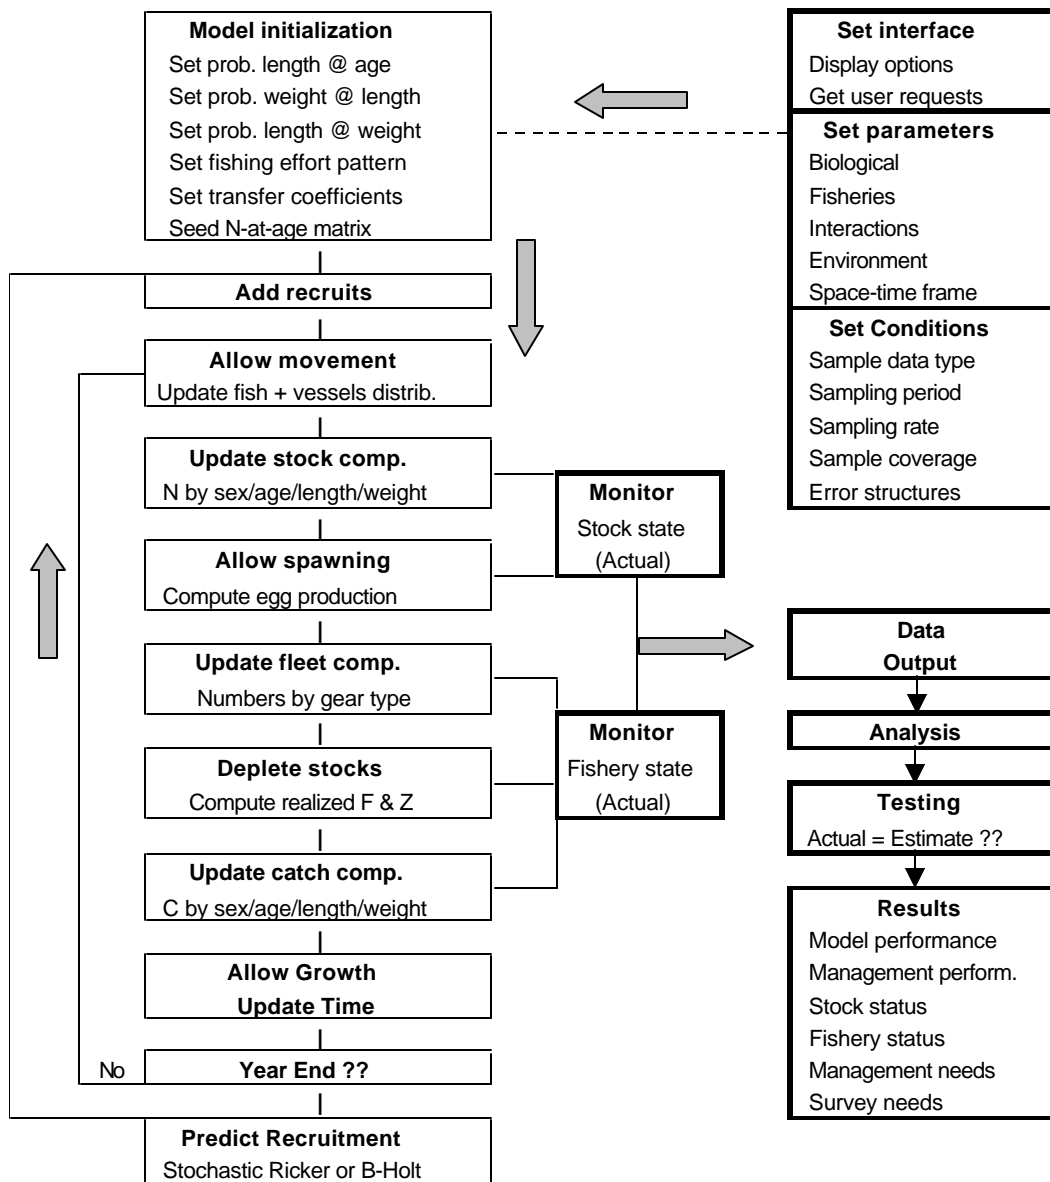 Model initialization
Set prob. length @ age
Set prob. weight @ length
Set prob. length @ weight
Set fishing effort pattern
Set transfer coefficients
Seed N-at-age matrix
Add recruits
Allow movement
Update fish + vessels distrib.
Update stock comp.
N by sex/age/length/weight
Allow spawning
Compute egg production
Update fleet comp.
Numbers by gear type
Deplete stocks
Compute realized F & Z
Update catch comp.
C by sex/age/length/weight
Allow Growth
Update Time
No
Year End ??
Predict Recruitment
Stochastic Ricker or B-Holt
Monitor
Stock state
(Actual)
Monitor
Fishery state
(Actual)
Set interface
Display options
Get user requests
Set parameters
Biological
Fisheries
Interactions
Environment
Space-time frame
Set Conditions
Sample data type
Sampling period
Sampling rate
Sample coverage
Error structures
Data
Output
Analysis
Testing
Actual = Estimate ??
Results
Model performance
Management perform.
Stock status
Fishery status
Management needs
Survey needs